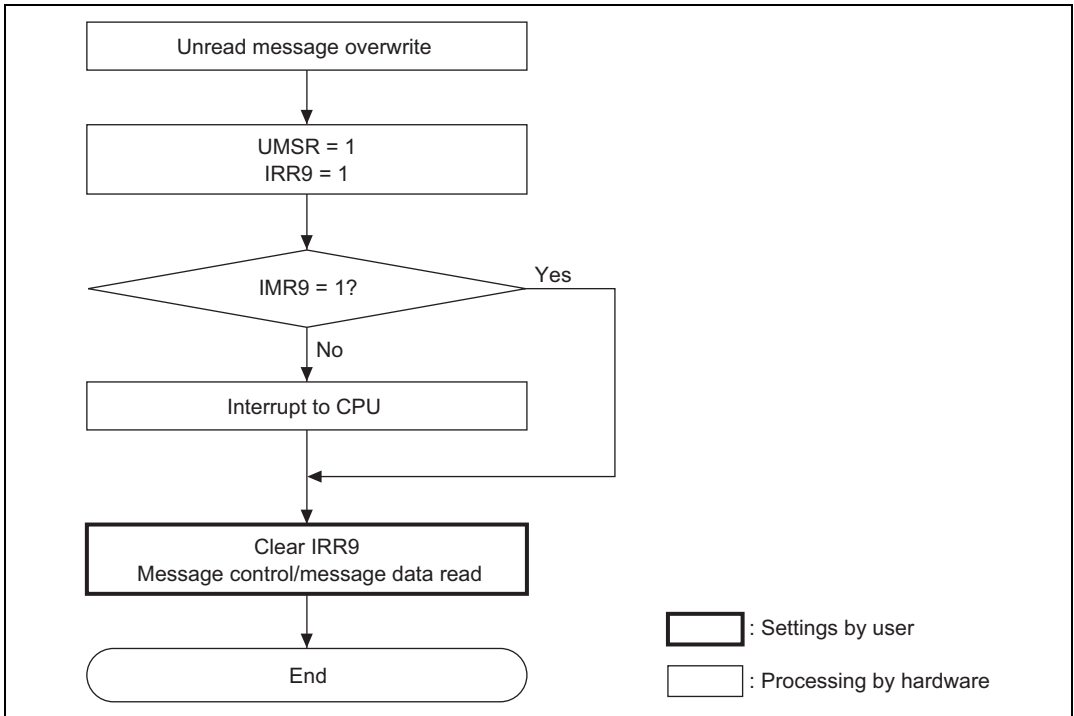 Unread message overwrite
UMSR = 1
IRR9 = 1
IMR9 = 1?
Yes
No
Interrupt to CPU
Clear IRR9
Message control/message data read
End
: Settings by user
: Processing by hardware